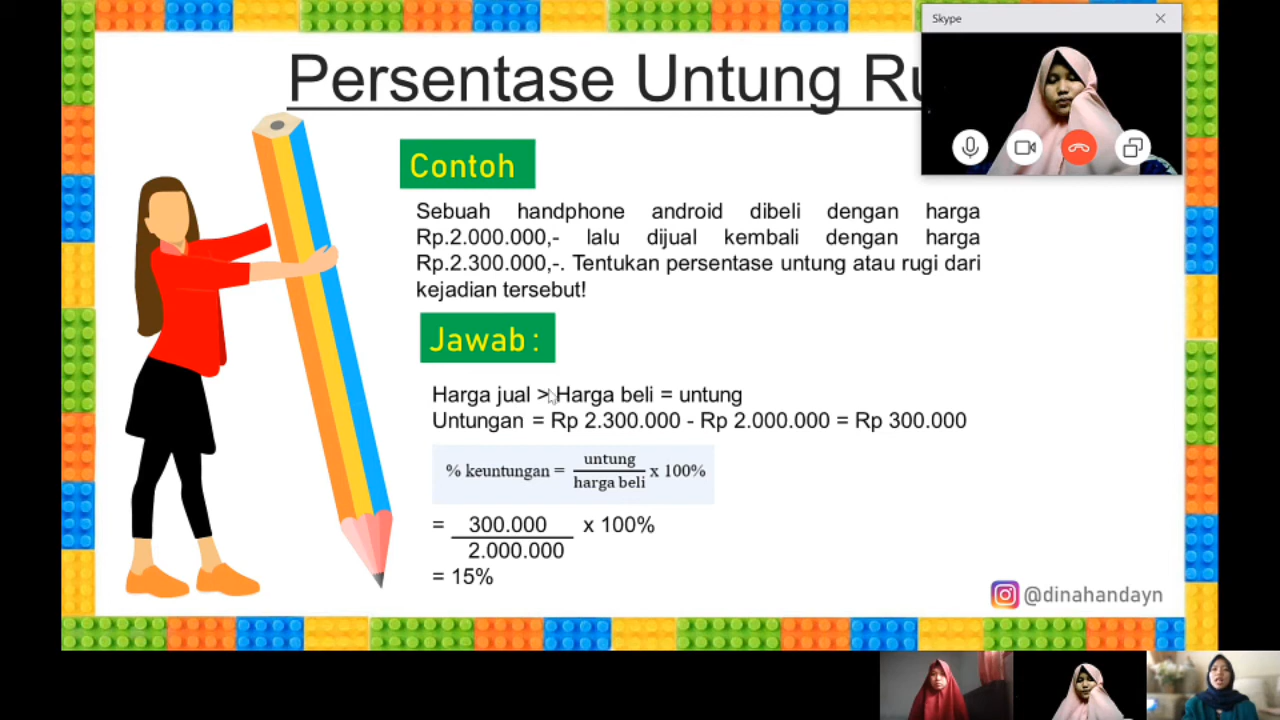 Skype
Persentase Untung Ru
Contoh
Sebuah handphone android dibeli dengan harga
Rp.2.000.000,- lalu dijual kembali dengan harga
Rp.2.300.000,-. Tentukan persentase untung atau rugi dari
kejadian tersebut!
Jawab :
Harga jual > Harga beli = untung
Untungan = Rp 2.300.000 - Rp 2.000.000 = Rp 300.000
untung
% keuntungan = x 100%
harga beli
= 300.000 x 100%
2.000.000
= 15%
@dinahandayn